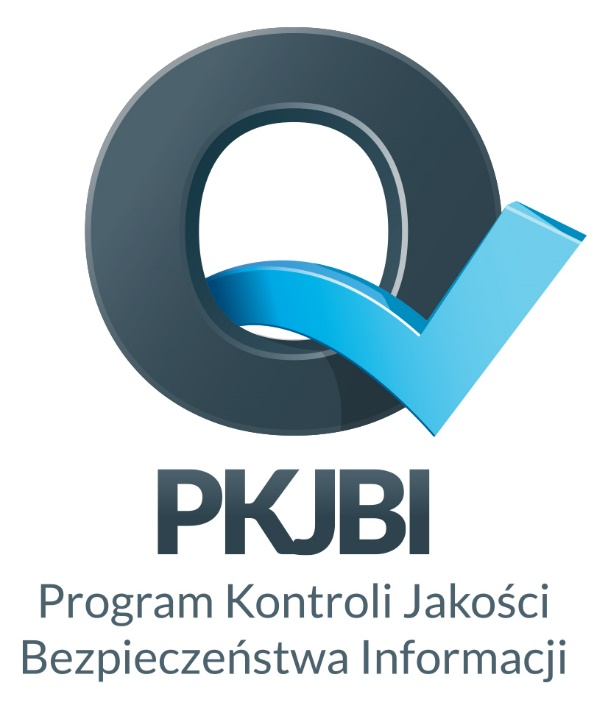 PKJBI
Program Kontroli Jakości
Bezpieczeństwa Informacji